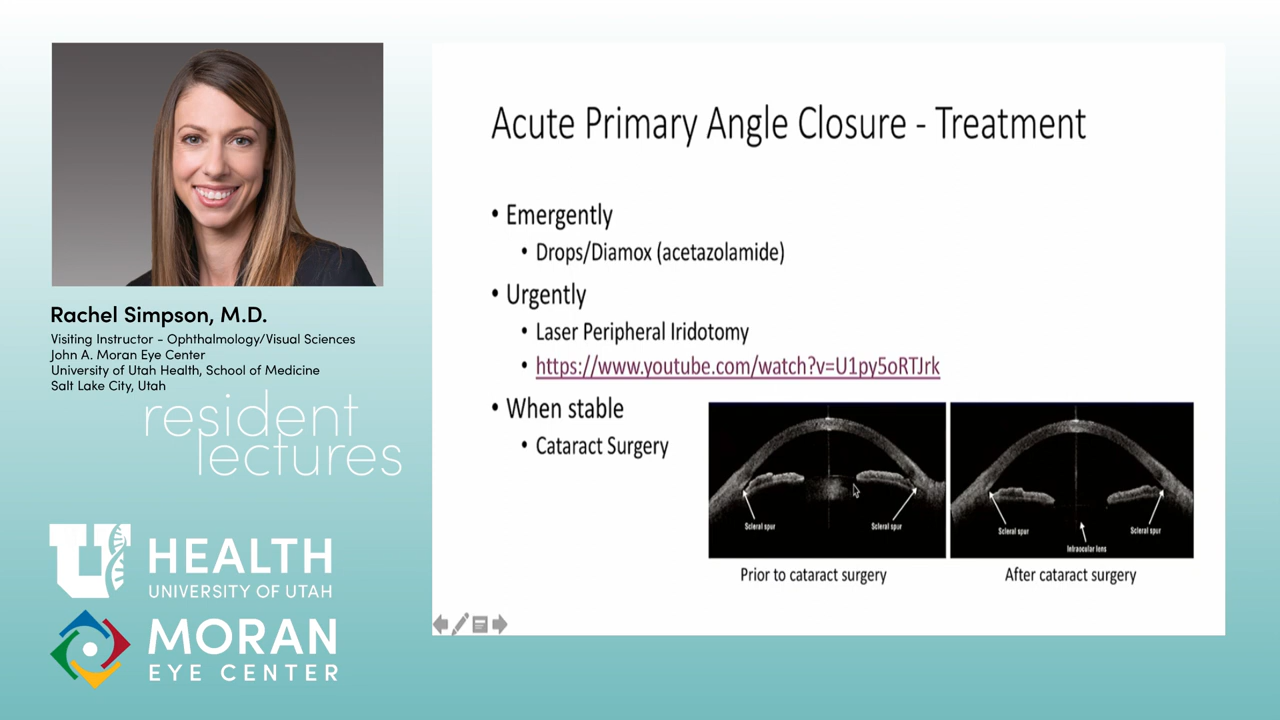 Rachel Simpson, M.D.
Visiting Instructor - Ophthalmology/Visual Sciences
John A. Moran Eye Center
University of Utah Health, School of Medicine
Salt Lake City, Utah
resident
lectures
U
HEALTH
UNIVERSITY OF UTAH
MORAN
EYE CENTER
Acute Primary Angle Closure - Treatment
• Emergently
• Drops/Diamox (acetazolamide)
• Urgently
• Laser Peripheral Iridotomy
• https://www.youtube.com/watch?v=U1py5oRTJrk
• When stable
• Cataract Surgery
Scleral spur
Scleral spur
Scleral spur
Intraocular lens
Scleral spur
Prior to cataract surgery
After cataract surgery